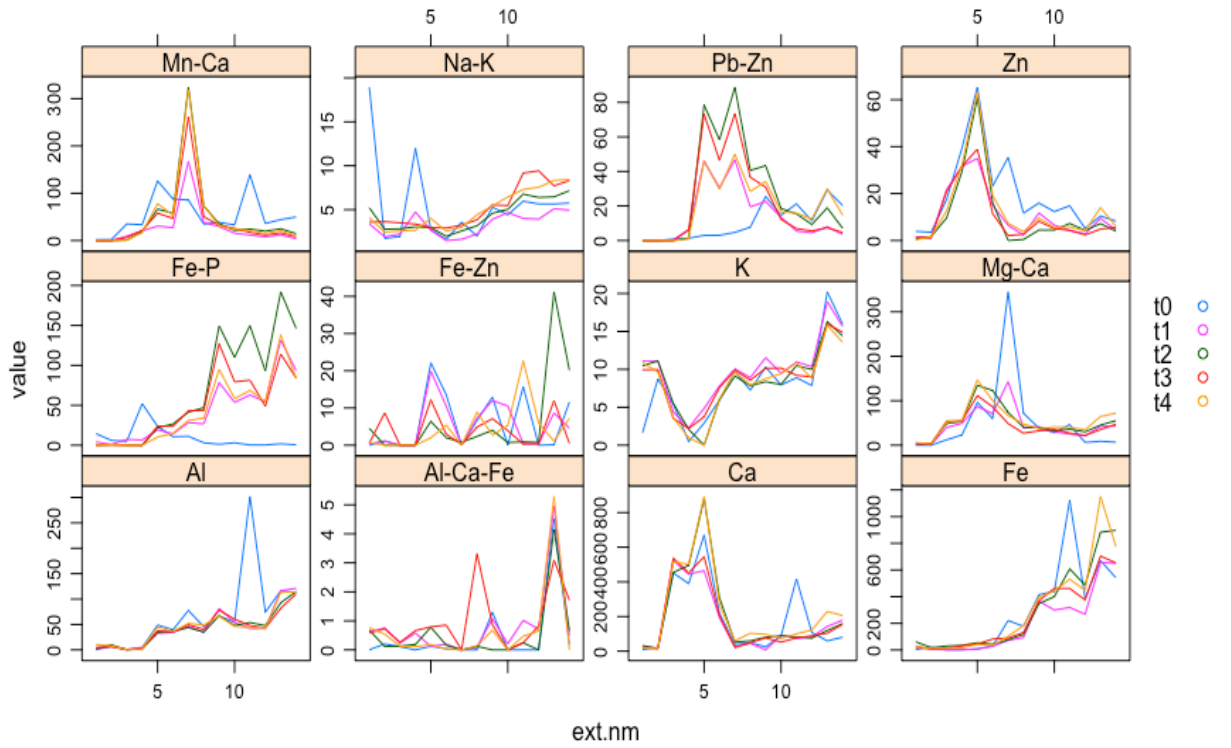 5 10 5 10
Mn-Ca Na-K Pb-Zn Zn
0 100 200 300
5 10 15
0 20 40 60 80
0 20 40 60
Fe-P Fe-Zn K Mg-Ca
0 50 100 150 200
0 10 20 30 40
0 5 10 15 20
0 100 200 300
Al Al-Ca-Fe Ca Fe
0 50 100 150 250
0 1 2 3 4 5
0 200 400 600 800
0 200 600 1000
5 10 5 10
value
ext.nm
t0
t1
t2
t3
t4